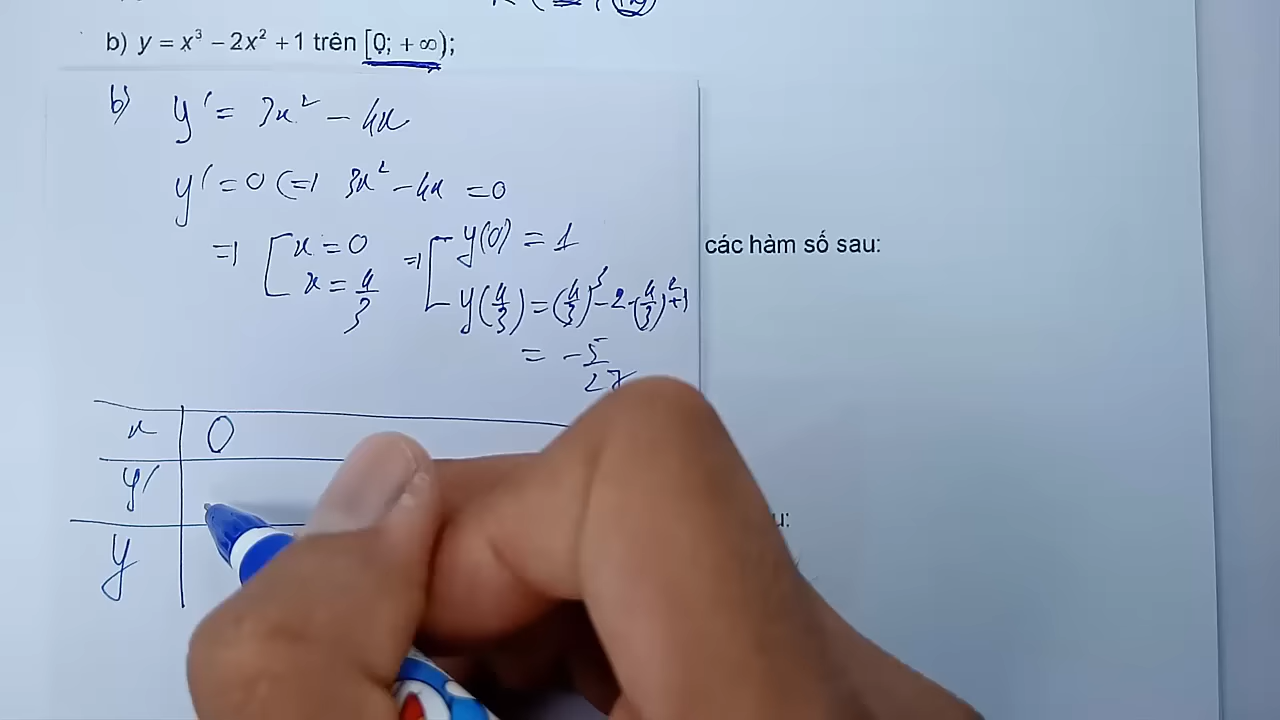 b) y = x³ − 2x² + 1 trên [0; + ∞);
b) y' = 3x² − 4x
y' = 0 (=) 3x² − 4x = 0
=) [ x = 0 =) [ y(0) = 1
x = 4/3 y(4/3) = (4/3)³ − 2.(4/3)² + 1
= −5/27
các hàm số sau:
x 0
y'
u:
y